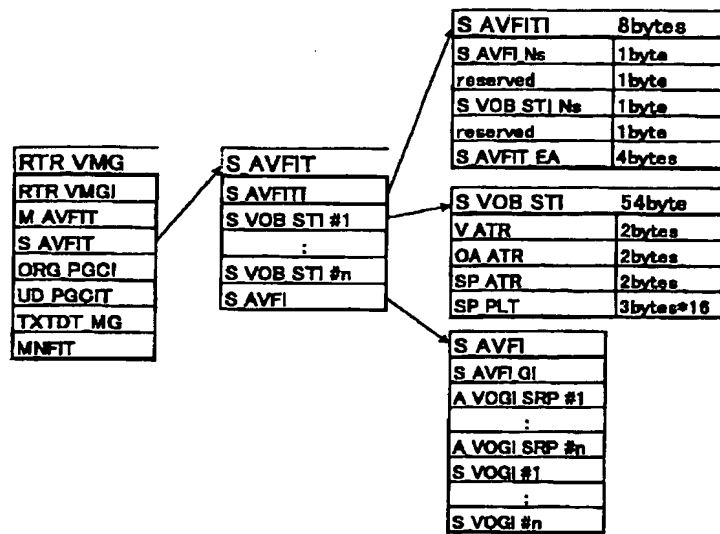 RTR VMG
RTR VMGI
M AVFIT
S AVFIT
ORG PGCI
UD PGCIT
TXTDT MG
MNFIT
S AVFIT
S AVFITI
S VOB STI #1
:
S VOB STI #n
S AVFI
S AVFITI 8bytes
S AVFI Ns 1byte
reserved 1byte
S VOB STI Ns 1byte
reserved 1byte
S AVFIT EA 4bytes
S VOB STI 54byte
V ATR 2bytes
OA ATR 2bytes
SP ATR 2bytes
SP PLT 3bytes*16
S AVFI
S AVFI GI
A VOGI SRP #1
:
A VOGI SRP #n
S VOGI #1
:
S VOGI #n